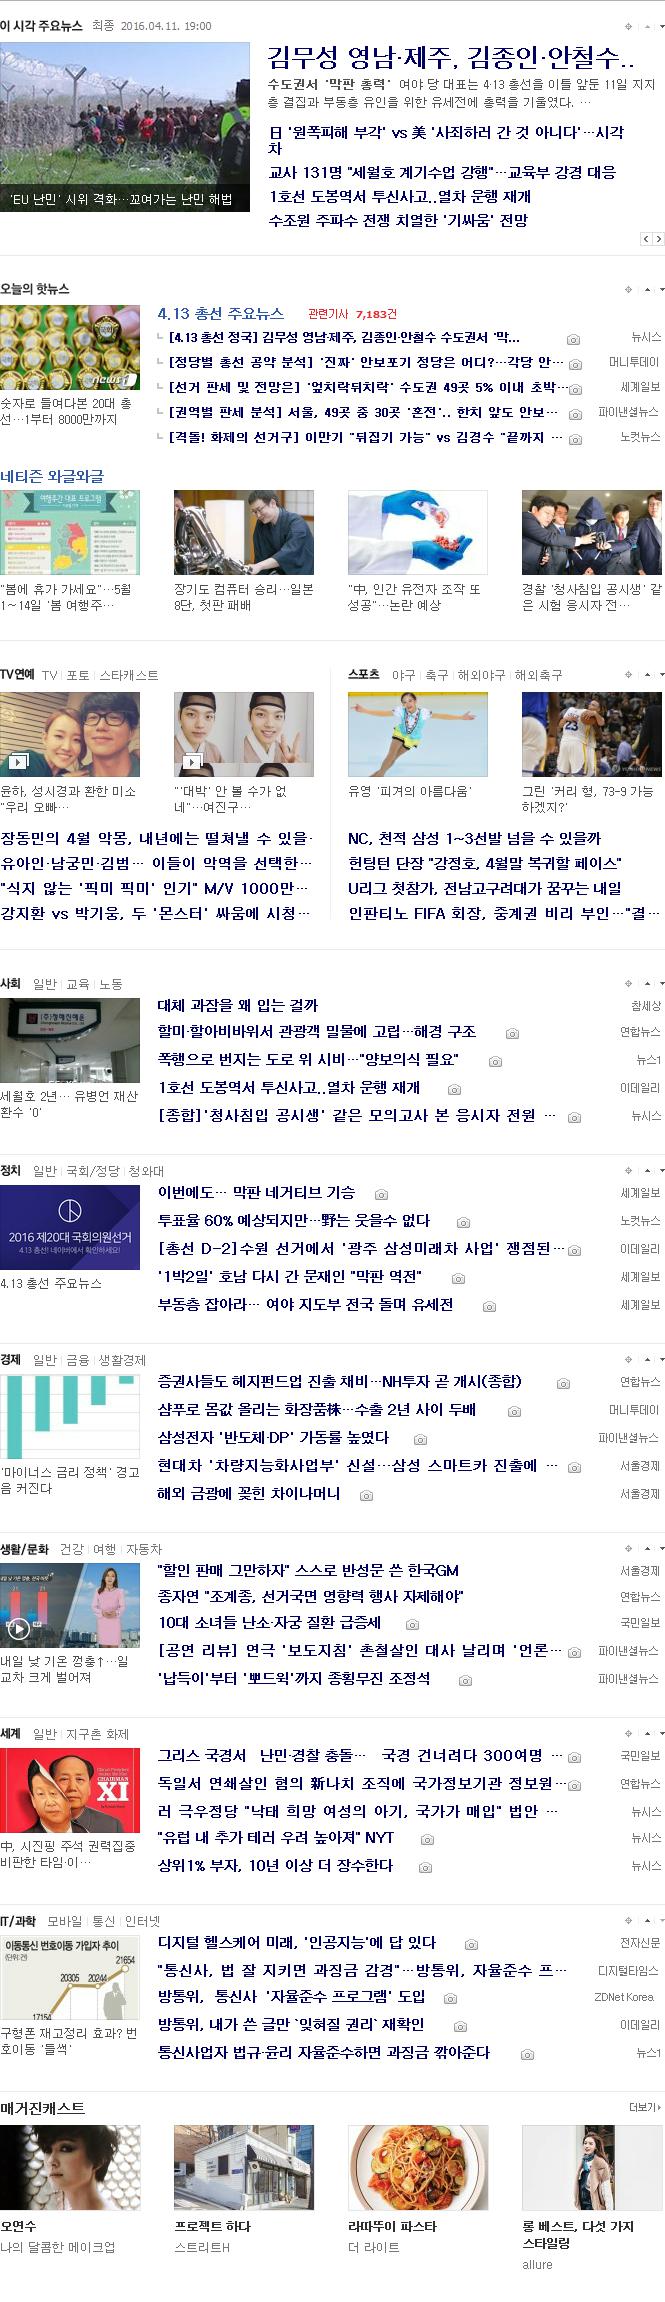 이 시각 주요뉴스 최종 2016.04.11. 19:00
김무성 영남·제주, 김종인·안철수..
수도권서 '막판 총력' 여야 당 대표는 4·13 총선을 이틀 앞둔 11일 지지
층 결집과 부동층 유인을 위한 유세전에 총력을 기울였다. …
日 '원폭피해 부각' vs 美 '사죄하러 간 것 아니다'…시각
차
교사 131명 "세월호 계기수업 강행"…교육부 강경 대응
1호선 도봉역서 투신사고..열차 운행 재개
수조원 주파수 전쟁 치열한 '기싸움' 전망
'EU 난민' 시위 격화…꼬여가는 난민 해법
오늘의 핫뉴스
news1
숫자로 들여다본 20대 총
선…1부터 8000만까지
4.13 총선 주요뉴스 관련기사 7,183건
[4.13 총선 정국] 김무성 영남·제주, 김종인·안철수 수도권서 '막... 뉴시스
[정당별 총선 공약 분석] '진짜' 안보포기 정당은 어디?…각당 안… 머니투데이
[선거 판세 및 전망은] '엎치락뒤치락' 수도권 49곳 5% 이내 초박… 세계일보
[권역별 판세 분석] 서울, 49곳 중 30곳 '혼전'.. 한치 앞도 안보… 파이낸셜뉴스
[격돌! 화제의 선거구] 이만기 "뒤집기 가능" vs 김경수 "끝까지 … 노컷뉴스
네티즌 와글와글
여행주간 대표 프로그램
"봄에 휴가 가세요"…5월
1~14일 '봄 여행주…
장기도 컴퓨터 승리…일본
8단, 첫판 패배
"中, 인간 유전자 조작 또
성공"…논란 예상
경찰 '청사침입 공시생' 같
은 시험 응시자 전…
TV연예 TV 포토 스타캐스트
윤하, 성시경과 환한 미소
"우리 오빠…
"'대박' 안 볼 수가 없
네"…여진구…
장동민의 4월 악몽, 내년에는 떨쳐낼 수 있을·
유아인·남궁민·김범… 이들이 악역을 선택한…
"식지 않는 '픽미 픽미' 인기" M/V 1000만…
강지환 vs 박기웅, 두 '몬스터' 싸움에 시청…
스포츠 야구 축구 해외야구 해외축구
23
유영 '피겨의 아름다움'
그린 '커리 형, 73-9 가능
하겠지?'
NC, 천적 삼성 1~3선발 넘을 수 있을까
헌팅턴 단장 "강정호, 4월말 복귀할 페이스"
U리그 첫참가, 전남고구려대가 꿈꾸는 내일
인판티노 FIFA 회장, 중계권 비리 부인…"결…
사회 일반 교육 노동
(주)청해진해운
세월호 2년… 유병언 재산
환수 '0'
대체 과잠을 왜 입는 걸까 참세상
할미·할아비바위서 관광객 밀물에 고립…해경 구조 연합뉴스
폭행으로 번지는 도로 위 시비…"양보의식 필요" 뉴스1
1호선 도봉역서 투신사고..열차 운행 재개 이데일리
[종합]'청사침입 공시생' 같은 모의고사 본 응시자 전원 … 뉴시스
정치 일반 국회/정당 청와대
2016 제20대 국회의원선거
4.13 총선! 네이버에서 확인하세요!
4.13 총선 주요뉴스
이번에도… 막판 네거티브 기승 세계일보
투표율 60% 예상되지만…野는 웃을수 없다 노컷뉴스
[총선 D-2]수원 선거에서 '광주 삼성미래차 사업' 쟁점된… 이데일리
'1박2일' 호남 다시 간 문재인 "막판 역전" 세계일보
부동층 잡아라… 여야 지도부 전국 돌며 유세전 세계일보
경제 일반 금융 생활경제
'마이너스 금리 정책' 경고
음 커진다
증권사들도 헤지펀드업 진출 채비…NH투자 곧 개시(종합) 연합뉴스
샴푸로 몸값 올리는 화장품株…수출 2년 사이 두배 머니투데이
삼성전자 '반도체·DP' 가동률 높였다 파이낸셜뉴스
현대차 '차량지능화사업부' 신설…삼성 스마트카 진출에 … 서울경제
해외 금광에 꽂힌 차이나머니 서울경제
생활/문화 건강 여행 자동차
내일 낮 기온 껑충↑…일
교차 크게 벌어져
"할인 판매 그만하자" 스스로 반성문 쓴 한국GM 서울경제
종자연 "조계종, 선거국면 영향력 행사 자제해야" 연합뉴스
10대 소녀들 난소·자궁 질환 급증세 국민일보
[공연 리뷰] 연극 '보도지침' 촌철살인 대사 날리며 '언론… 파이낸셜뉴스
'납득이'부터 '뽀드윅'까지 종횡무진 조정석 파이낸셜뉴스
세계 일반 지구촌 화제
CHAIRMAN
XI
中, 시진핑 주석 권력집중
비판한 타임·이…
그리스 국경서 난민·경찰 충돌… 국경 건너려다 300여명 … 국민일보
독일서 연쇄살인 혐의 新나치 조직에 국가정보기관 정보원… 연합뉴스
러 극우정당 "낙태 희망 여성의 아기, 국가가 매입" 법안 … 뉴시스
"유럽 내 추가 테러 우려 높아져" NYT 뉴시스
상위1% 부자, 10년 이상 더 장수한다 뉴시스
IT/과학 모바일 통신 인터넷
이동통신 번호이동 가입자 추이
(단위:건)
21654
20305 20244
17154
구형폰 재고정리 효과? 번
호이동 '들썩'
디지털 헬스케어 미래, '인공지능'에 답 있다 전자신문
"통신사, 법 잘 지키면 과징금 감경"…방통위, 자율준수 프… 디지털타임스
방통위, 통신사 '자율준수 프로그램' 도입 ZDNet Korea
방통위, 내가 쓴 글만 `잊혀질 권리` 재확인 이데일리
통신사업자 법규·윤리 자율준수하면 과징금 깎아준다 뉴스1
매거진캐스트 더보기
오연수
나의 달콤한 메이크업
프로젝트 하다
스트리트H
라따뚜이 파스타
더 라이트
롱 베스트, 다섯 가지
스타일링
allure